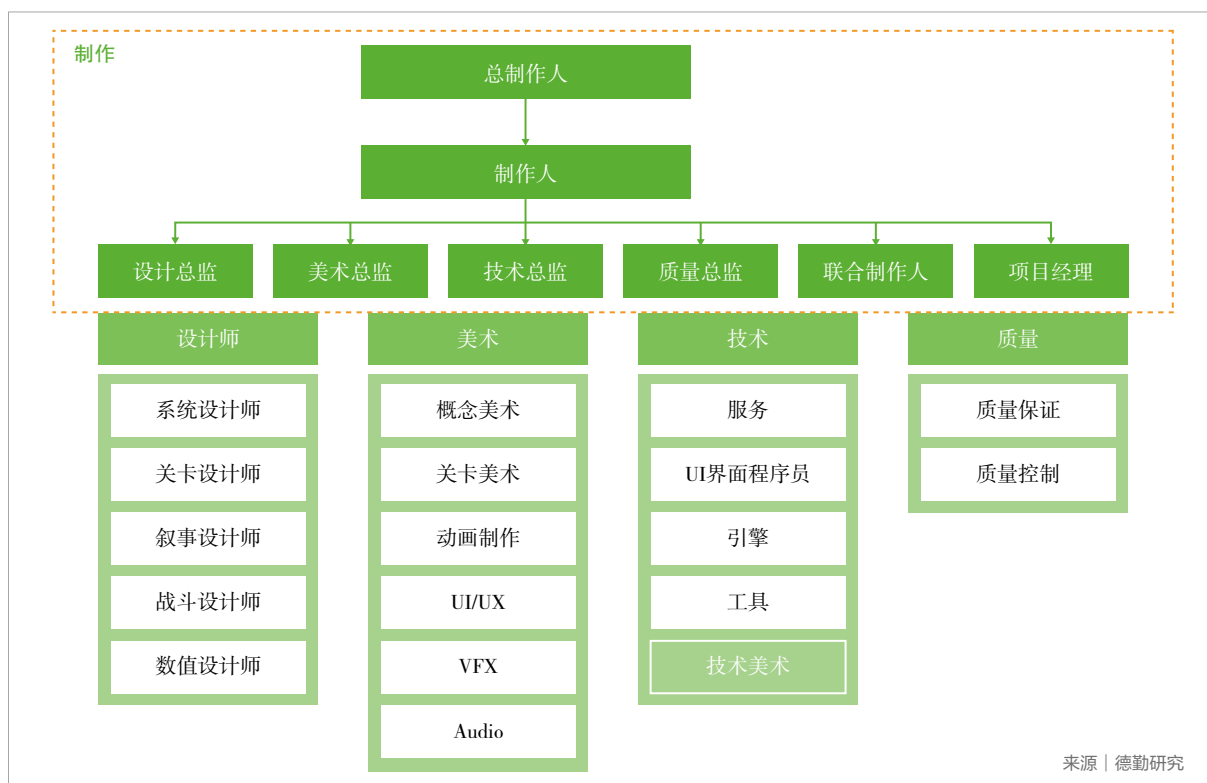 制作
总制作人
制作人
设计总监
美术总监
技术总监
质量总监
联合制作人
项目经理
设计师
系统设计师
关卡设计师
叙事设计师
战斗设计师
数值设计师
美术
概念美术
关卡美术
动画制作
UI/UX
VFX
Audio
技术
服务
UI界面程序员
引擎
工具
技术美术
质量
质量保证
质量控制
来源｜德勤研究